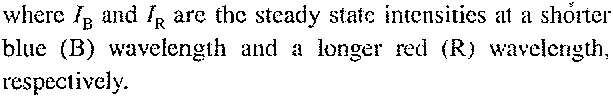 where I_B and I_R are the steady state intensities at a shorter
blue (B) wavelength and a longer red (R) wavelength,
respectively.